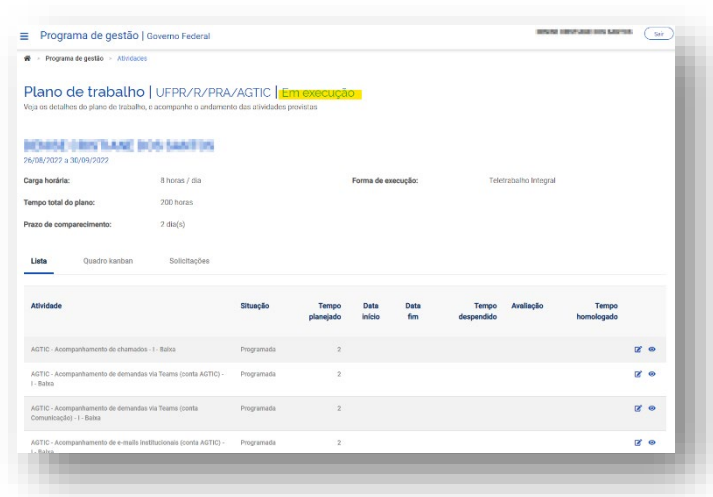 Programa de gestão | Governo Federal
Sair
Programa de gestão > Atividades
Plano de trabalho | UFPR/R/PRA/AGTIC | Em execução
Veja os detalhes do plano de trabalho, e acompanhe o andamento das atividades previstas
26/08/2022 a 30/09/2022
Carga horária: 8 horas / dia Forma de execução: Teletrabalho Integral
Tempo total do plano: 200 horas
Prazo de comparecimento: 2 dia(s)
Lista Quadro kanban Solicitações
Atividade Situação Tempo planejado Data início Data fim Tempo despendido Avaliação Tempo homologado
AGTIC - Acompanhamento de chamados - I - Baixa Programada 2
AGTIC - Acompanhamento de demandas via Teams (conta AGTIC) - Programada 2
I - Baixa
AGTIC - Acompanhamento de demandas via Teams (conta Programada 2
Comunicação) - I - Baixa
AGTIC - Acompanhamento de e-mails institucionais (conta AGTIC) - Programada 2
I - Baixa